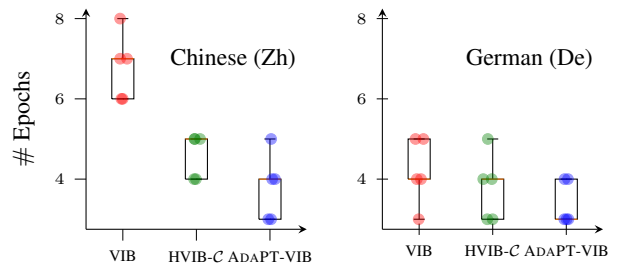 # Epochs
Chinese (Zh)
8
6
4
VIB
HVIB-C ADAPT-VIB
German (De)
8
6
4
VIB
HVIB-C ADAPT-VIB